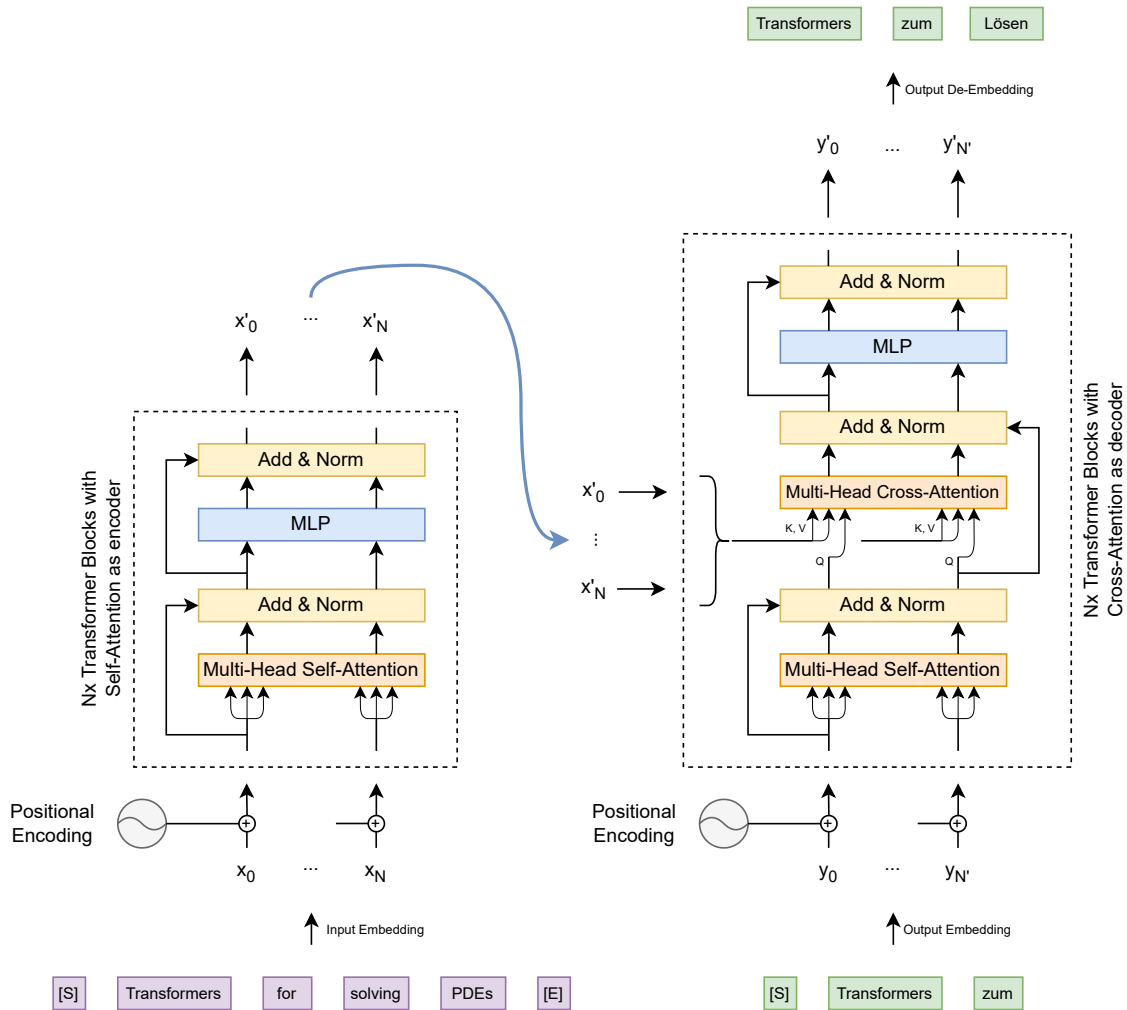 Transformers zum Lösen
Output De-Embedding
y'0 ... y'N'
Add & Norm
MLP
Add & Norm
Multi-Head Cross-Attention
K, V K, V
Q Q
Add & Norm
Multi-Head Self-Attention
Nx Transformer Blocks with
Cross-Attention as decoder
x'0
...
x'N
Positional
Encoding
+ +
y0 ... yN'
Output Embedding
[S] Transformers zum
x'0 ... x'N
Add & Norm
MLP
Add & Norm
Multi-Head Self-Attention
Nx Transformer Blocks with
Self-Attention as encoder
Positional
Encoding
+ +
x0 ... xN
Input Embedding
[S] Transformers for solving PDEs [E]